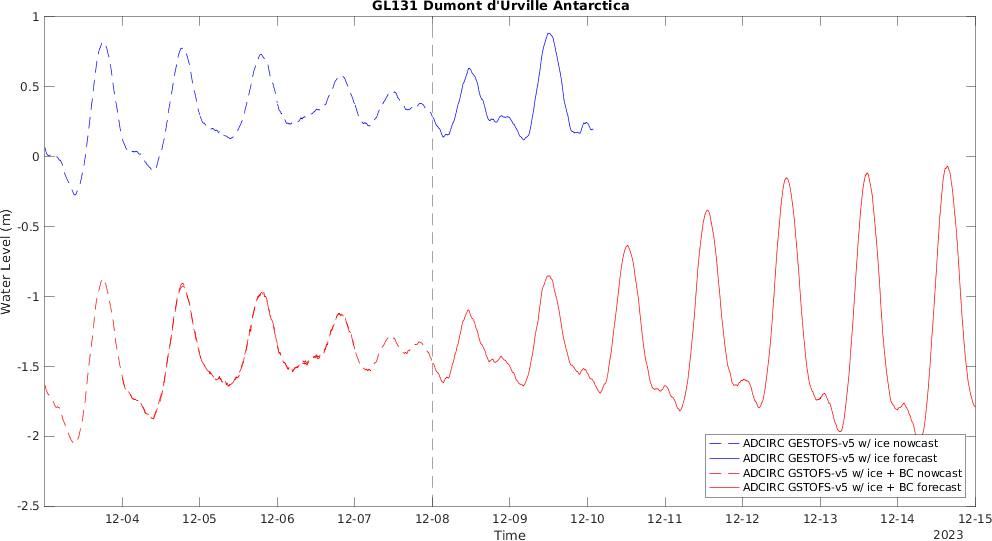 GL131 Dumont d'Urville Antarctica
1
0.5
0
-0.5
-1
-1.5
-2
-2.5
Water Level (m)
ADCIRC GESTOFS-v5 w/ ice nowcast
ADCIRC GESTOFS-v5 w/ ice forecast
ADCIRC GSTOFS-v5 w/ ice + BC nowcast
ADCIRC GSTOFS-v5 w/ ice + BC forecast
12-04 12-05 12-06 12-07 12-08 12-09 12-10 12-11 12-12 12-13 12-14 12-15
Time
2023